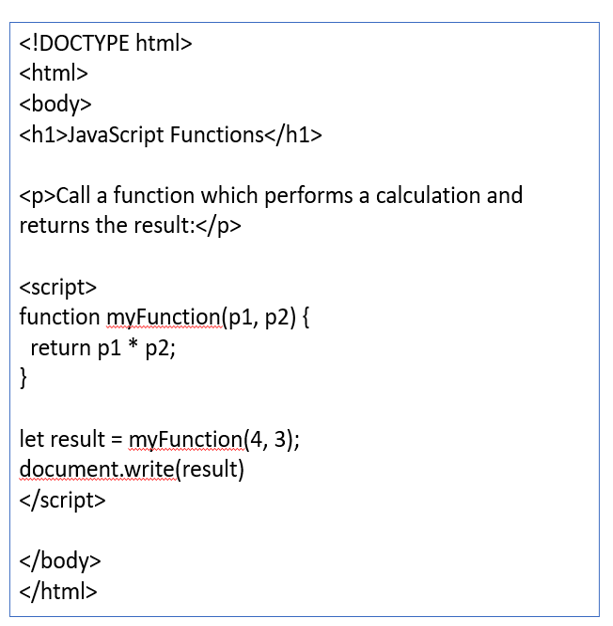 <!DOCTYPE html>
<html>
<body>
<h1>JavaScript Functions</h1>
<p>Call a function which performs a calculation and
returns the result:</p>
<script>
function myFunction(p1, p2) {
  return p1 * p2;
}
let result = myFunction(4, 3);
document.write(result)
</script>
</body>
</html>